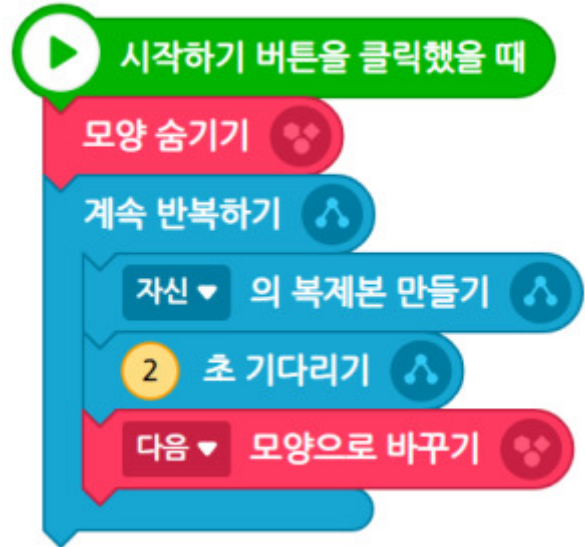 시작하기 버튼을 클릭했을 때
모양 숨기기
계속 반복하기
자신 의 복제본 만들기
2 초 기다리기
다음 모양으로 바꾸기